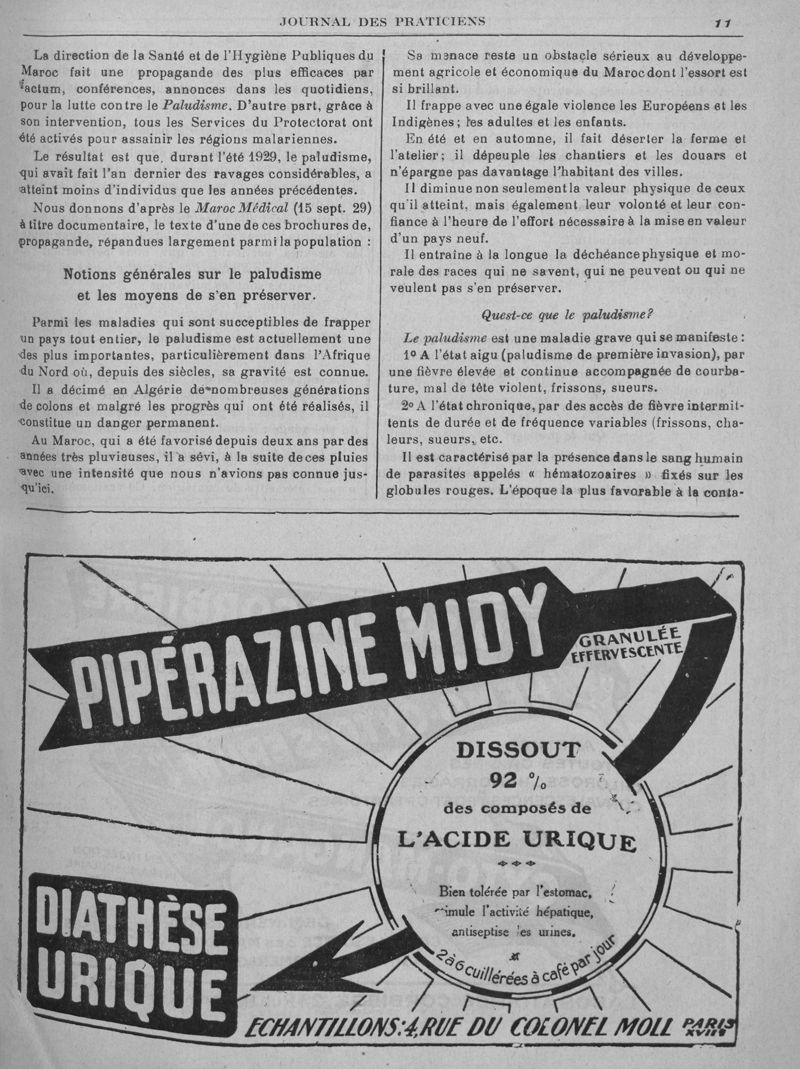 JOURNAL DES PRATICIENS
11
La direction de la Santé et de l'Hygiène Publiques du
Maroc fait une propagande des plus efficaces par
factum, conférences, annonces dans les quotidiens,
pour la lutte contre le Paludisme. D'autre part, grâce à
son intervention, tous les Services du Protectorat ont
été activés pour assainir les régions malariennes.
Le résultat est que, durant l'été 1929, le paludisme,
qui avait fait l'an dernier des ravages considérables, a
atteint moins d'individus que les années précédentes.
Nous donnons d'après le Maroc Médical (15 sept. 29)
à titre documentaire, le texte d'une de ces brochures de,
propagande, répandues largement parmi la population :
Notions générales sur le paludisme
et les moyens de s'en préserver.
Parmi les maladies qui sont succeptibles de frapper
un pays tout entier, le paludisme est actuellement une
des plus importantes, particulièrement dans l'Afrique
du Nord où, depuis des siècles, sa gravité est connue.
Il a décimé en Algérie de nombreuses générations
de colons et malgré les progrès qui ont été réalisés, il
constitue un danger permanent.
Au Maroc, qui a été favorisé depuis deux ans par des
années très pluvieuses, il a sévi, à la suite de ces pluies
avec une intensité que nous n'avions pas connue jus-
qu'ici.
Sa menace reste un obstacle sérieux au développe-
ment agricole et économique du Maroc dont l'essort est
si brillant.
Il frappe avec une égale violence les Européens et les
Indigènes ; les adultes et les enfants.
En été et en automne, il fait déserter la ferme et
l'atelier ; il dépeuple les chantiers et les douars et
n'épargne pas davantage l'habitant des villes.
Il diminue non seulement la valeur physique de ceux
qu'il atteint, mais également leur volonté et leur con-
fiance à l'heure de l'effort nécessaire à la mise en valeur
d'un pays neuf.
Il entraîne à la longue la déchéance physique et mo-
rale des races qui ne savent, qui ne peuvent ou qui ne
veulent pas s'en préserver.
Quest-ce que le paludisme?
Le paludisme est une maladie grave qui se manifeste :
1º A l'état aigu (paludisme de première invasion), par
une fièvre élevée et continue accompagnée de courba-
ture, mal de tête violent, frissons, sueurs.
2º A l'état chronique, par des accès de fièvre intermit-
tents de durée et de fréquence variables (frissons, cha-
leurs, sueurs, etc.
Il est caractérisé par la présence dans le sang humain
de parasites appelés « hématozoaires » fixés sur les
globules rouges. L'époque la plus favorable à la conta-
PIPÉRAZINE MIDY
GRANULÉE
EFFERVESCENTE
DISSOUT
92 %
des composés de
L'ACIDE URIQUE
Bien tolérée par l'estomac,
imule l'activité hépatique,
antiseptise les urines.
2 à 6 cuillérées à café par jour
DIATHÈSE
URIQUE
ECHANTILLONS : 4, RUE DU COLONEL MOLL PARIS
XVIIe